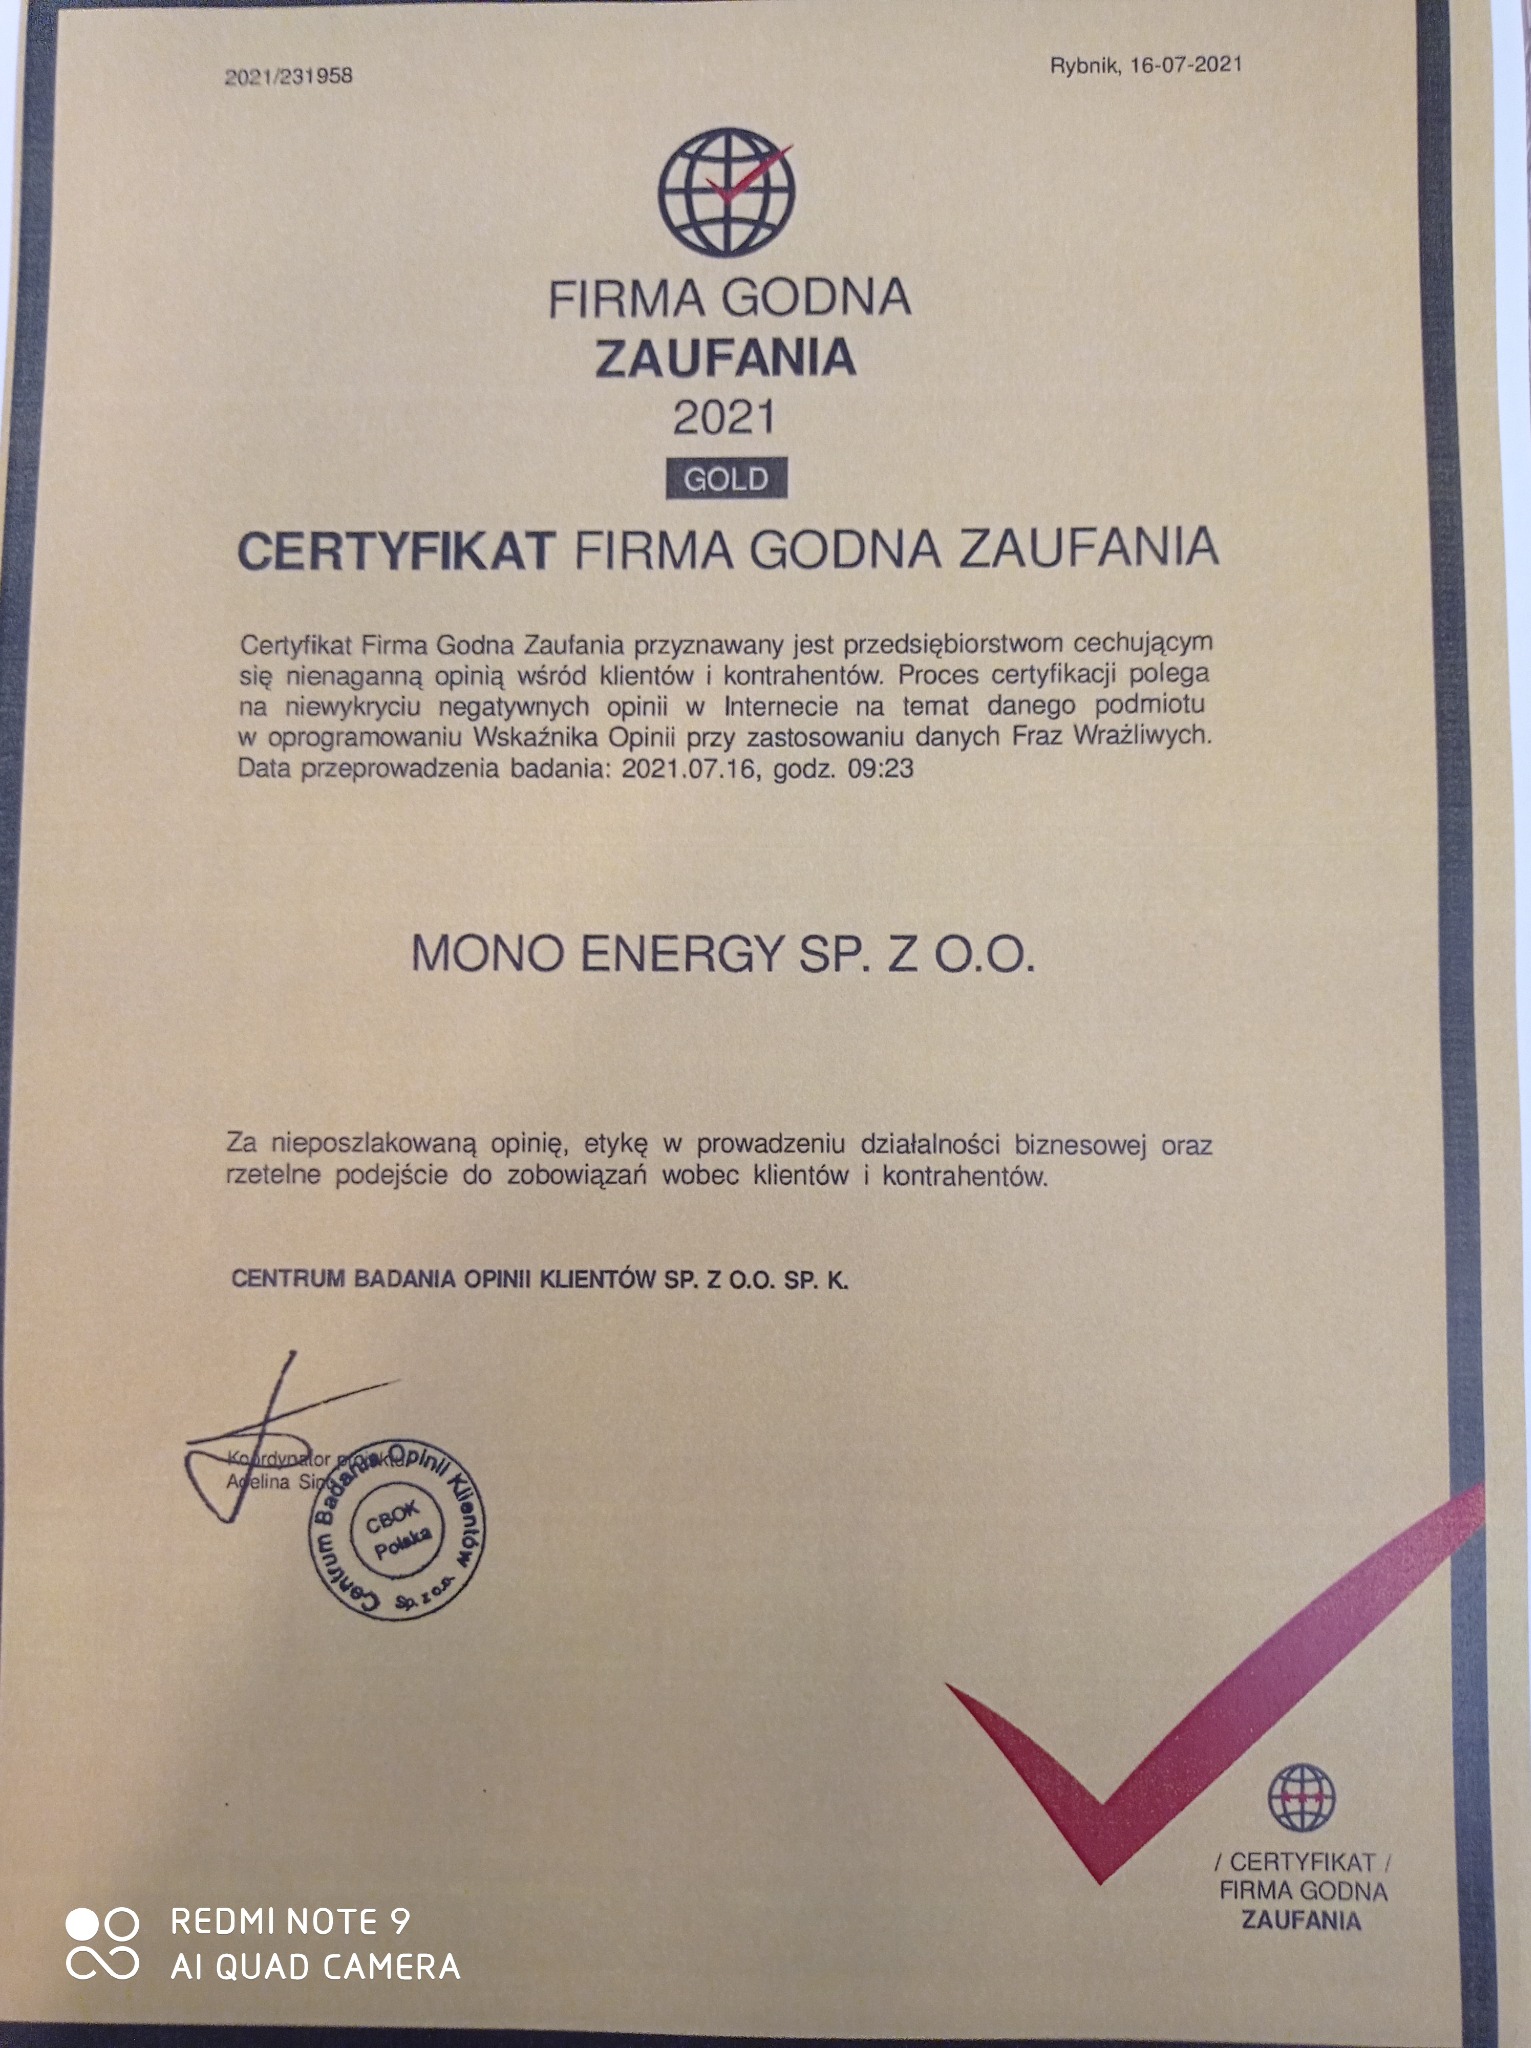 2021/231958
Rybnik, 16-07-2021
FIRMA GODNA
ZAUFANIA
2021
GOLD
CERTYFIKAT FIRMA GODNA ZAUFANIA
Certyfikat Firma Godna Zaufania przyznawany jest przedsiębiorstwom cechującym
się nienaganną opinią wśród klientów i kontrahentów. Proces certyfikacji polega
na niewykryciu negatywnych opinii w Internecie na temat danego podmiotu
w oprogramowaniu Wskaźnika Opinii przy zastosowaniu danych Fraz Wrażliwych.
Data przeprowadzenia badania: 2021.07.16, godz. 09:23
MONO ENERGY SP. Z O.O.
Za nieposzlakowaną opinię, etykę w prowadzeniu działalności biznesowej oraz
rzetelne podejście do zobowiązań wobec klientów i kontrahentów.
CENTRUM BADANIA OPINII KLIENTÓW SP. Z O.O. SP. K.
Koordynator projektu
Adelina
Centrum Badania Opinii Klientów Sp. z o.o.
CBOK
Polska
/ CERTYFIKAT /
FIRMA GODNA
ZAUFANIA
REDMI NOTE 9
AI QUAD CAMERA